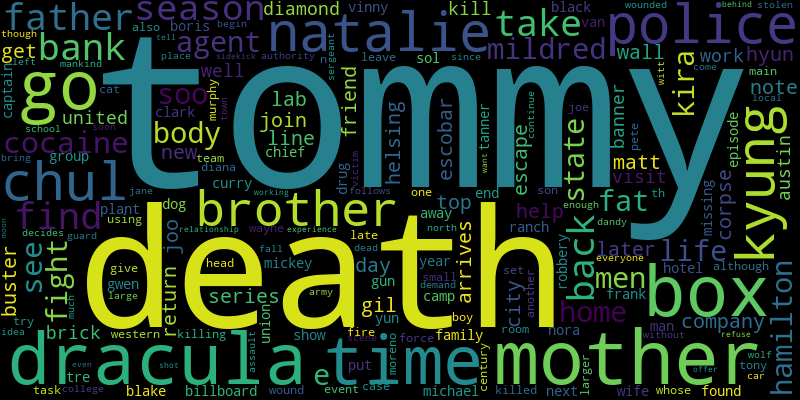 father
season
diamond
vinny
kill
black
wounded
behind
stolen
though
also
boris
begin
natalie
take
van
police
get
bank
agent
tell
sidekick
authority
n
sergeant
leave
since
mildred
wall
work
hyun
captain
left
mankind
place
well
sol
come
main
go
tommy
cat
soo
murphy
town
lab
friend
helsing
escobar
witt
kira
note
united
clark
join
tanner
banner
joe
local
school
soon
body
line
escape
continue
state
pete
episode
cocaine
new
team
chief
want
matt
kyung
austin
bring
group
diana
drug
victim
visit
missing
corpse
chul
jane
curry
working
follows
one
son
fat
th
dog
brother
top
end
enough
find
plant
using
away
north
help
dandy
life
moon
decides
guard
joo
relationship
wayne
experience
ranch
back
later
everyone
see
fight
death
fall
late
dead
arrives
robbery
men
hotel
although
buster
give
head
mickey
day
year
city
set
another
box
hamilton
gwen
return
series
gun
small
demand
frank
large
much
army
camp
home
try
union
gil
boy
company
idea
brick
western
killing
assault
show
yun
fire
force
family
nora
man
without
dracula
time
scene
moreno
room
mother
refuse
even
shot
e
put
century
larger
offer
wolf
tre
tony
car
task
college
blake
billboard
wound
event
case
michael
killed
next
wife
whose
found